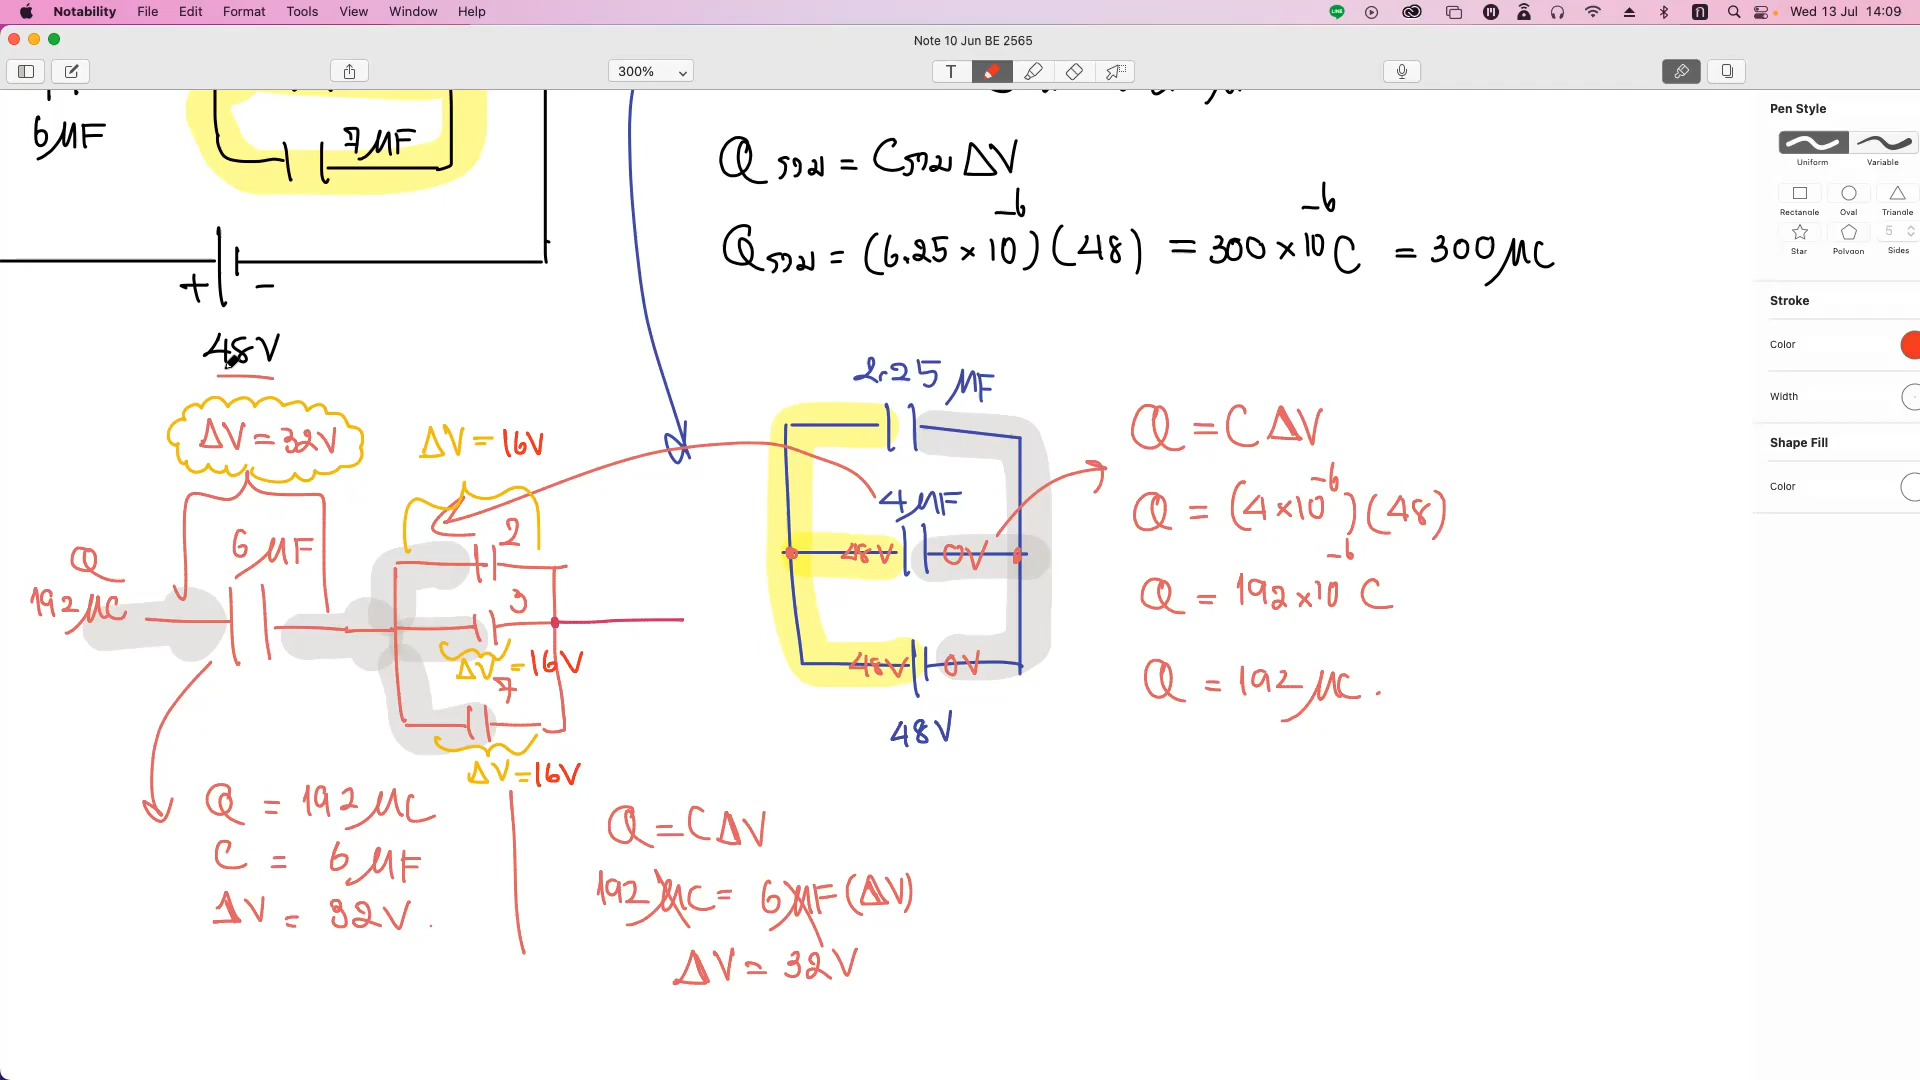 Notability File Edit Format Tools View Window Help
Wed 13 Jul 14:09
Note 10 Jun BE 2565
300%
T
Pen Style
Uniform Variable
Rectangle Oval Triangle
5
Star Polygon Sides
Stroke
Color
Width
Shape Fill
Color
6 μF
7 μF
+ -
48V
Qรวม = Cรวม ΔV
Qรวม = (6.25 × 10⁻⁶)(48) = 300 × 10⁻⁶ C = 300 μC
ΔV = 32V
ΔV = 16V
Q
192 μC
6 μF
2
3
ΔV = 16V
7
ΔV = 16V
2.25 μF
4 μF
48V 0V
48V 0V
48V
Q = C ΔV
Q = (4 × 10⁻⁶)(48)
Q = 192 × 10⁻⁶ C
Q = 192 μC.
Q = 192 μC
C = 6 μF
ΔV = 32V.
Q = CΔV
192 μC = 6 μF (ΔV)
ΔV = 32V